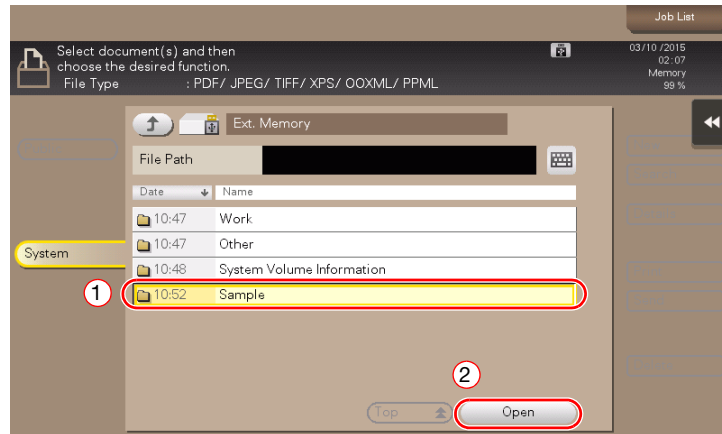 Job List
Select document(s) and then
choose the desired function.
File Type : PDF/ JPEG/ TIFF/ XPS/ OOXML/ PPML
03/10 /2015
02:07
Memory
99 %
Ext. Memory
File Path
Date Name
10:47 Work
10:47 Other
10:48 System Volume Information
10:52 Sample
System
1
2
Top
Open